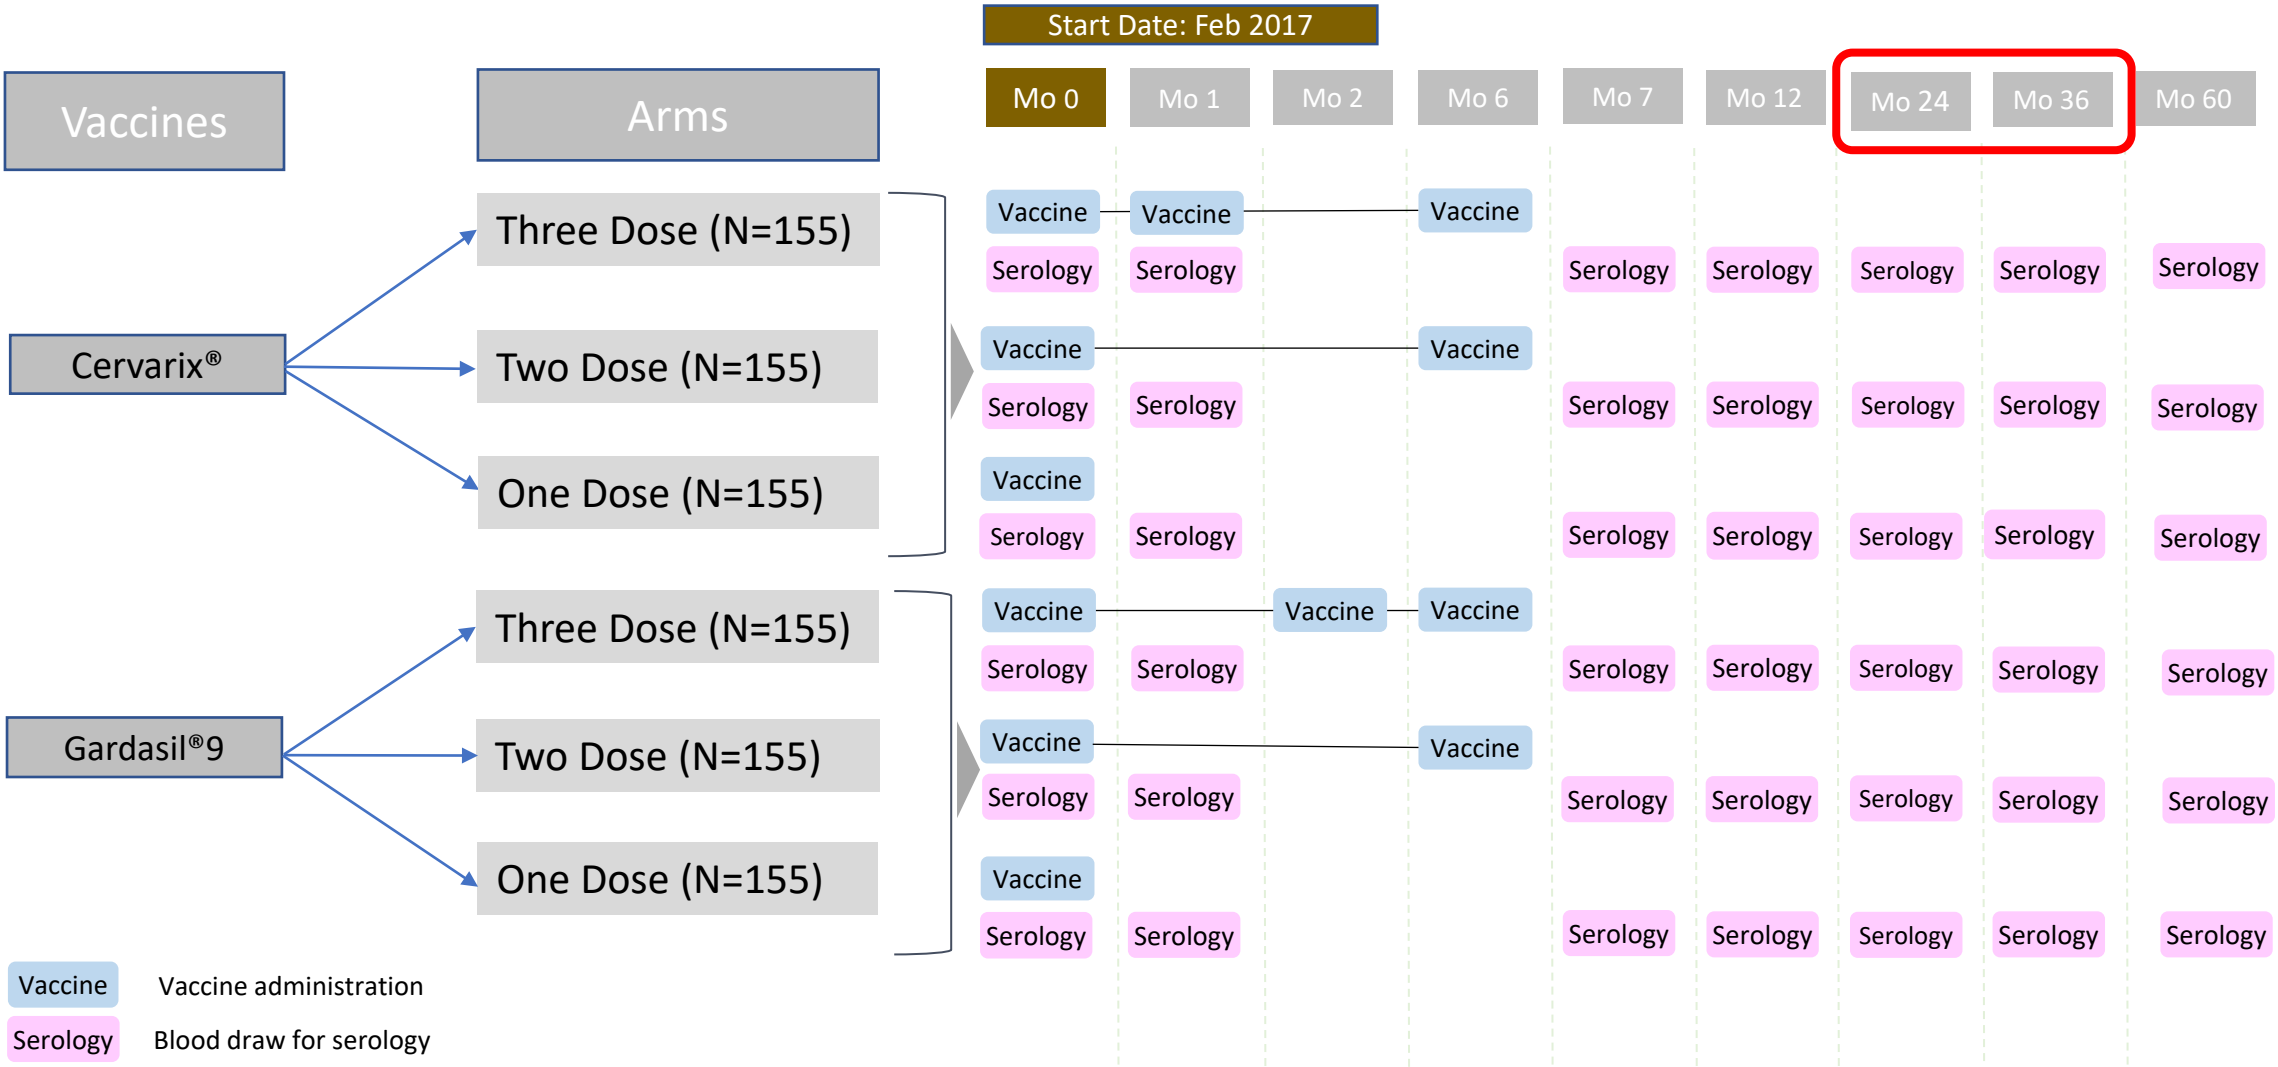 Start Date: Feb 2017
Vaccines
Arms
Mo 0
Mo 1
Mo 2
Mo 6
Mo 7
Mo 12
Mo 24
Mo 36
Mo 60
Three Dose (N=155)
Vaccine
Vaccine
Vaccine
Serology
Serology
Serology
Serology
Serology
Serology
Serology
Cervarix®
Two Dose (N=155)
Vaccine
Vaccine
Serology
Serology
Serology
Serology
Serology
Serology
Serology
One Dose (N=155)
Vaccine
Serology
Serology
Serology
Serology
Serology
Serology
Serology
Three Dose (N=155)
Vaccine
Vaccine
Vaccine
Serology
Serology
Serology
Serology
Serology
Serology
Serology
Gardasil®9
Two Dose (N=155)
Vaccine
Vaccine
Serology
Serology
Serology
Serology
Serology
Serology
Serology
One Dose (N=155)
Vaccine
Serology
Serology
Serology
Serology
Serology
Serology
Serology
Vaccine
Vaccine administration
Serology
Blood draw for serology